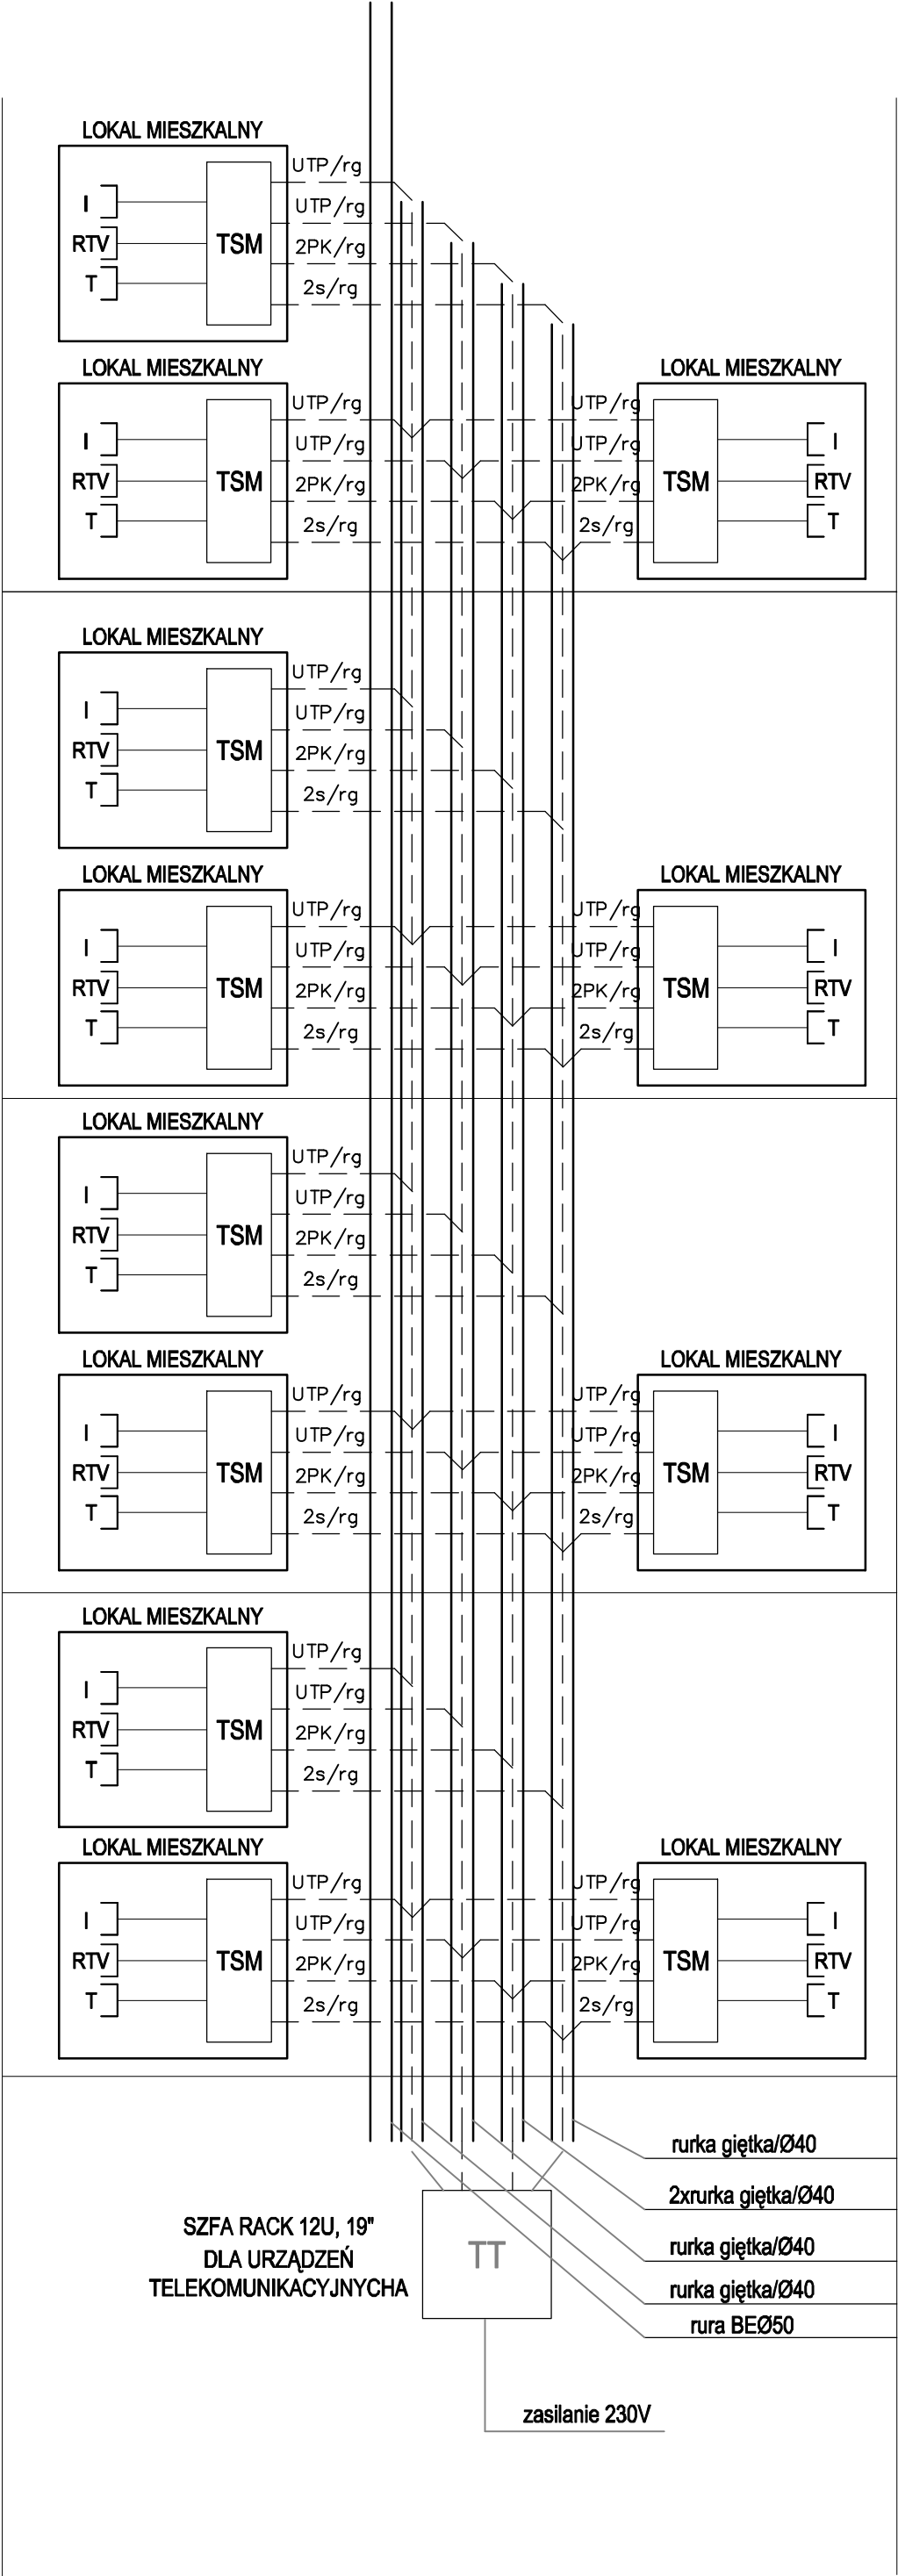 LOKAL MIESZKALNY
UTP/rg
I
UTP/rg
RTV
TSM
2PK/rg
T
2s/rg
LOKAL MIESZKALNY
LOKAL MIESZKALNY
UTP/rg
UTP/rg
I
UTP/rg
UTP/rg
I
RTV
TSM
2PK/rg
2PK/rg
TSM
RTV
T
2s/rg
2s/rg
T
LOKAL MIESZKALNY
UTP/rg
I
UTP/rg
RTV
TSM
2PK/rg
T
2s/rg
LOKAL MIESZKALNY
LOKAL MIESZKALNY
UTP/rg
UTP/rg
I
UTP/rg
UTP/rg
I
RTV
TSM
2PK/rg
2PK/rg
TSM
RTV
T
2s/rg
2s/rg
T
LOKAL MIESZKALNY
UTP/rg
I
UTP/rg
RTV
TSM
2PK/rg
T
2s/rg
LOKAL MIESZKALNY
LOKAL MIESZKALNY
UTP/rg
UTP/rg
I
UTP/rg
UTP/rg
I
RTV
TSM
2PK/rg
2PK/rg
TSM
RTV
T
2s/rg
2s/rg
T
LOKAL MIESZKALNY
UTP/rg
I
UTP/rg
RTV
TSM
2PK/rg
T
2s/rg
LOKAL MIESZKALNY
LOKAL MIESZKALNY
UTP/rg
UTP/rg
I
UTP/rg
UTP/rg
I
RTV
TSM
2PK/rg
2PK/rg
TSM
RTV
T
2s/rg
2s/rg
T
rurka giętka/Ø40
2xrurka giętka/Ø40
SZFA RACK 12U, 19"
DLA URZĄDZEŃ
TELEKOMUNIKACYJNYCHA
TT
rurka giętka/Ø40
rurka giętka/Ø40
rura BEØ50
zasilanie 230V